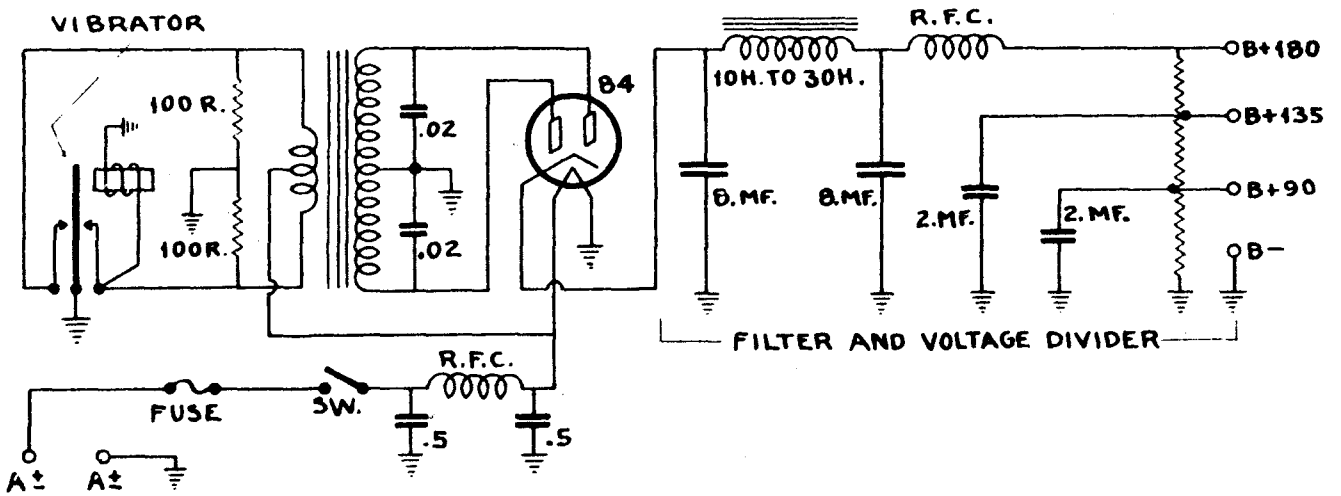 VIBRATOR
R.F.C.
B+180
10H. TO 30H.
84
100 R.
.02
B+135
8.MF.
8.MF.
2.MF.
2.MF.
B+90
100R.
.02
B-
FILTER AND VOLTAGE DIVIDER
R.F.C.
FUSE
SW.
.5
.5
A±
A±